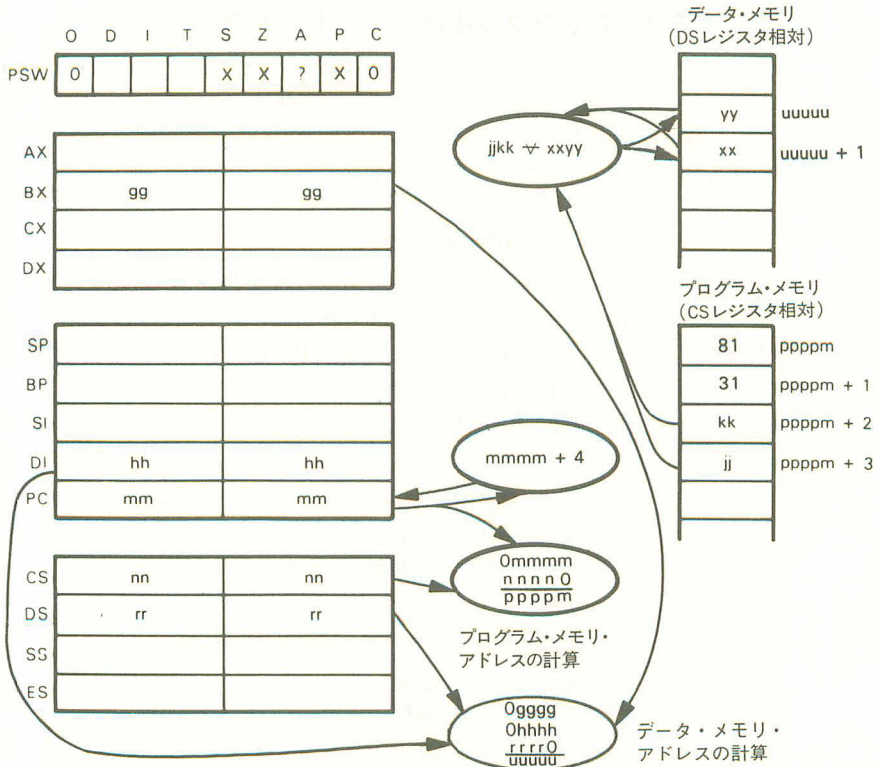 O D I T S Z A P C
PSW 0 X X ? X 0
AX
BX gg gg
CX
DX
SP
BP
SI
DI hh hh
PC mm mm
CS nn nn
DS rr rr
SS
ES
jjkk ⊻ xxyy
mmmm + 4
0mmmm
nnnn0
ppppm
プログラム・メモリ・
アドレスの計算
0gggg
0hhhh
rrrr0
uuuuu
データ・メモリ・
アドレスの計算
データ・メモリ
(DSレジスタ相対)
yy uuuuu
xx uuuuu + 1
プログラム・メモリ
(CSレジスタ相対)
81 ppppm
31 ppppm + 1
kk ppppm + 2
jj ppppm + 3